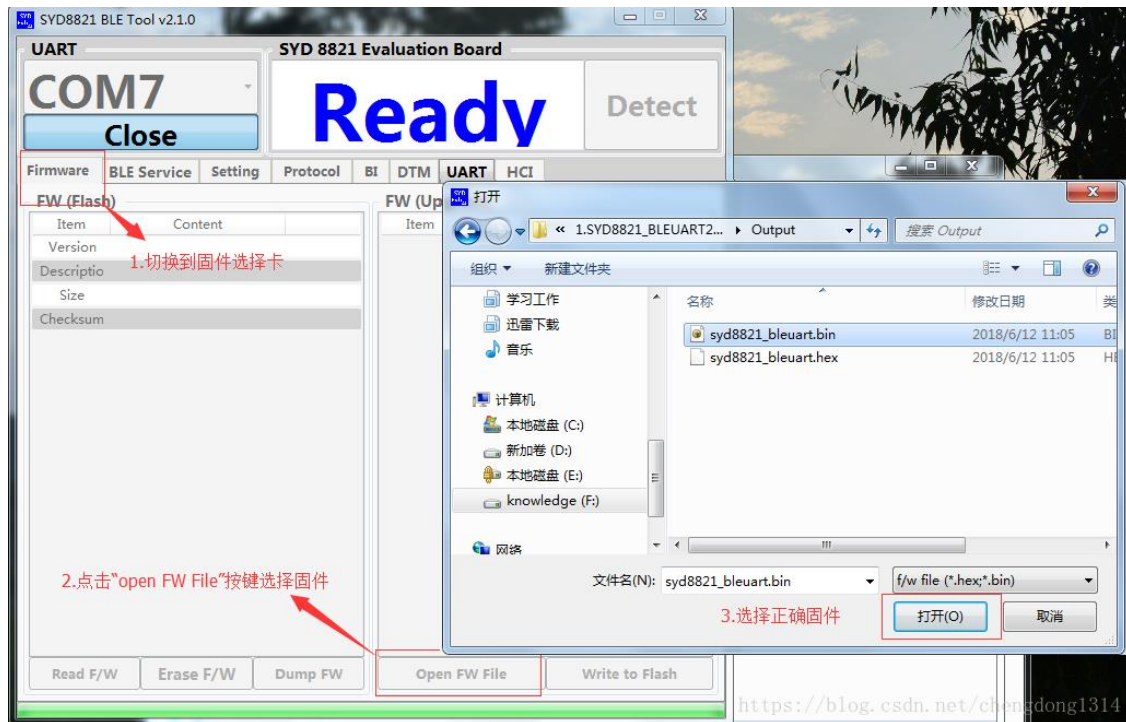 SYD8821 BLE Tool v2.1.0
UART
SYD 8821 Evaluation Board
COM7
Close
Ready
Detect
Firmware
BLE Service
Setting
Protocol
BI
DTM
UART
HCI
FW (Flash)
Item
Content
Version
Descriptio
Size
Checksum
1.切换到固件选择卡
FW (Up
Item
打开
« 1.SYD8821_BLEUART2... ▸ Output
搜索 Output
组织
新建文件夹
学习工作
迅雷下载
音乐
计算机
本地磁盘 (C:)
新加卷 (D:)
本地磁盘 (E:)
knowledge (F:)
网络
名称
修改日期
类
syd8821_bleuart.bin
2018/6/12 11:05
BI
syd8821_bleuart.hex
2018/6/12 11:05
HE
文件名(N):
syd8821_bleuart.bin
f/w file (*.hex;*.bin)
打开(O)
取消
2.点击"open FW File"按键选择固件
3.选择正确固件
Read F/W
Erase F/W
Dump FW
Open FW File
Write to Flash
https://blog.csdn.net/chengdong1314